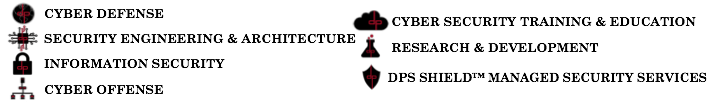 CYBER DEFENSE
SECURITY ENGINEERING & ARCHITECTURE
INFORMATION SECURITY
CYBER OFFENSE
CYBER SECURITY TRAINING & EDUCATION
RESEARCH & DEVELOPMENT
DPS SHIELD™ MANAGED SECURITY SERVICES